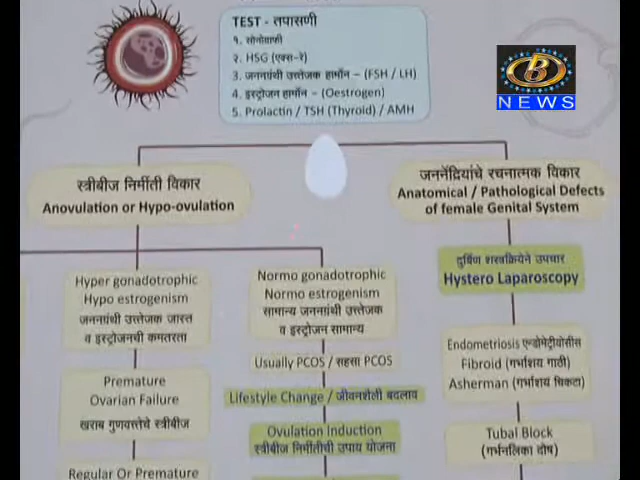 TEST - तपासणी
१. सोनोग्राफी
२. HSG (एक्स-रे)
३. जननग्रंथी उत्तेजक हार्मोन – (FSH / LH)
४. इस्ट्रोजन हार्मोन – (Oestrogen)
५. Prolactin / TSH (Thyroid) / AMH
B
NEWS
स्त्रीबीज निर्मिती विकार
Anovulation or Hypo-ovulation
जननेंद्रियांचे रचनात्मक विकार
Anatomical / Pathological Defects
of female Genital System
Hyper gonadotrophic
Hypo estrogenism
जननग्रंथी उत्तेजक जास्त
व इस्ट्रोजनची कमतरता
Premature
Ovarian Failure
खराब गुणवत्तेचे स्त्रीबीज
Regular Or Premature
Normo gonadotrophic
Normo estrogenism
सामान्य जननग्रंथी उत्तेजक
व इस्ट्रोजन सामान्य
Usually PCOS / सहसा PCOS
Lifestyle Change / जीवनशैली बदलाव
Ovulation Induction
स्त्रीबीज निर्मितीची उपाय योजना
दुर्बिण शस्त्रक्रियेने उपचार
Hystero Laparoscopy
Endometriosis एन्डोमेट्रीयोसीस
Fibroid (गर्भाशय गाठी)
Asherman (गर्भाशय चिकटा)
Tubal Block
(गर्भनलिका दोष)